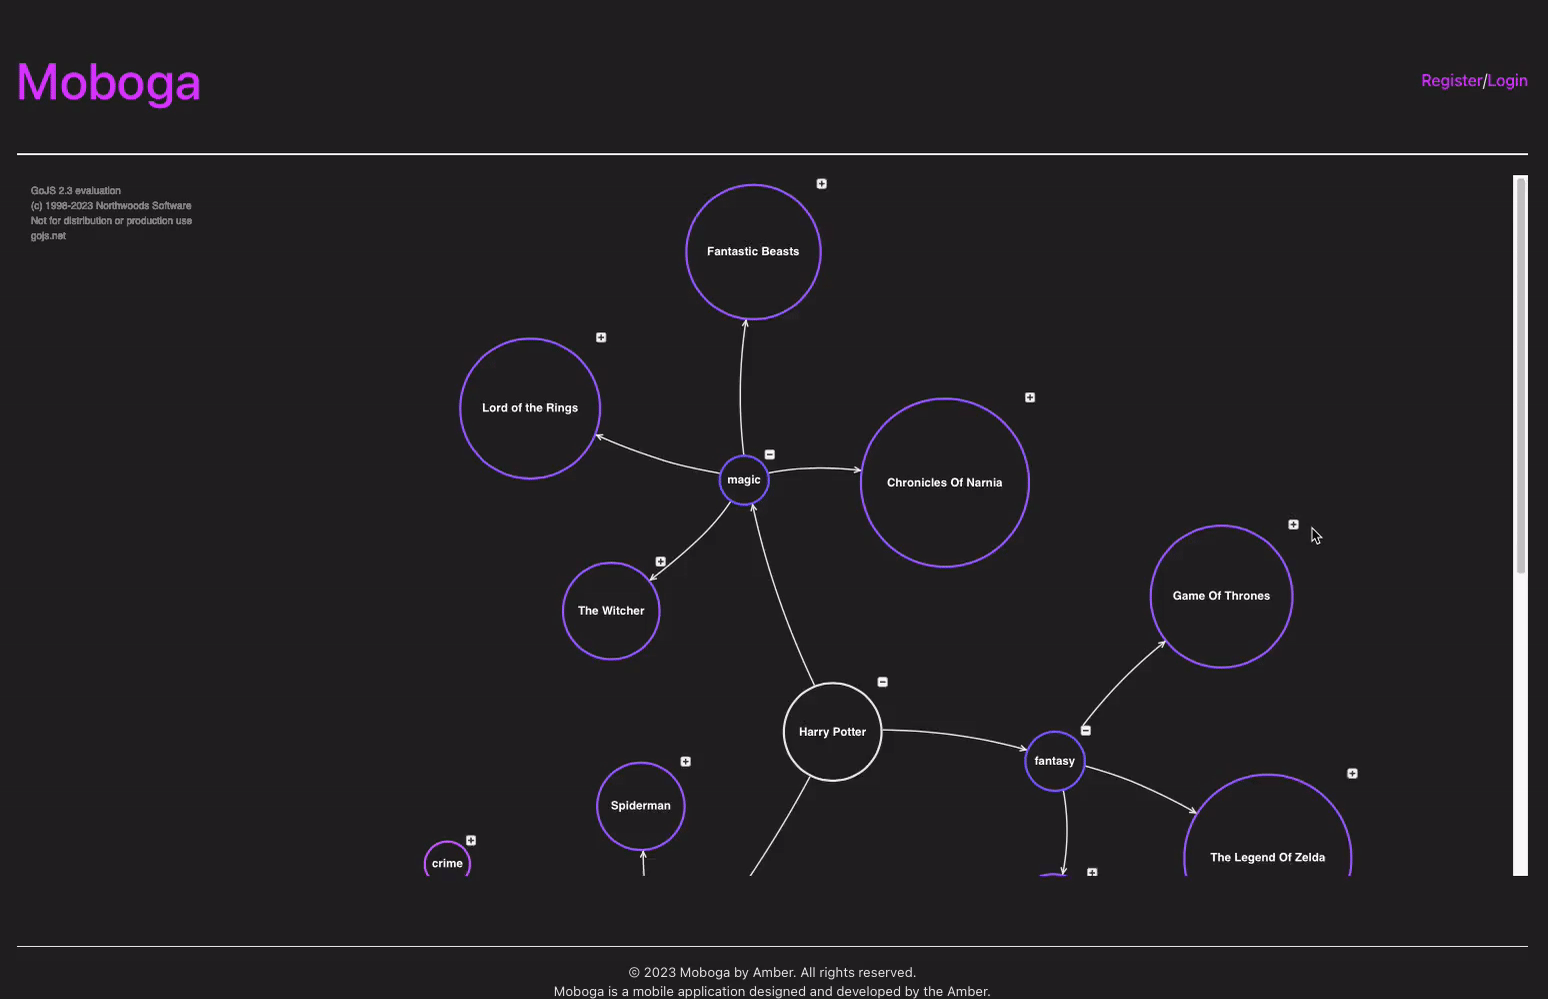 Moboga
Register/Login
GoJS 2.3 evaluation
(c) 1998-2023 Northwoods Software
Not for distribution or production use
gojs.net
Fantastic Beasts
Lord of the Rings
magic
Chronicles Of Narnia
The Witcher
Game Of Thrones
Harry Potter
fantasy
Spiderman
The Legend Of Zelda
crime
© 2023 Moboga by Amber. All rights reserved.
Moboga is a mobile application designed and developed by the Amber.